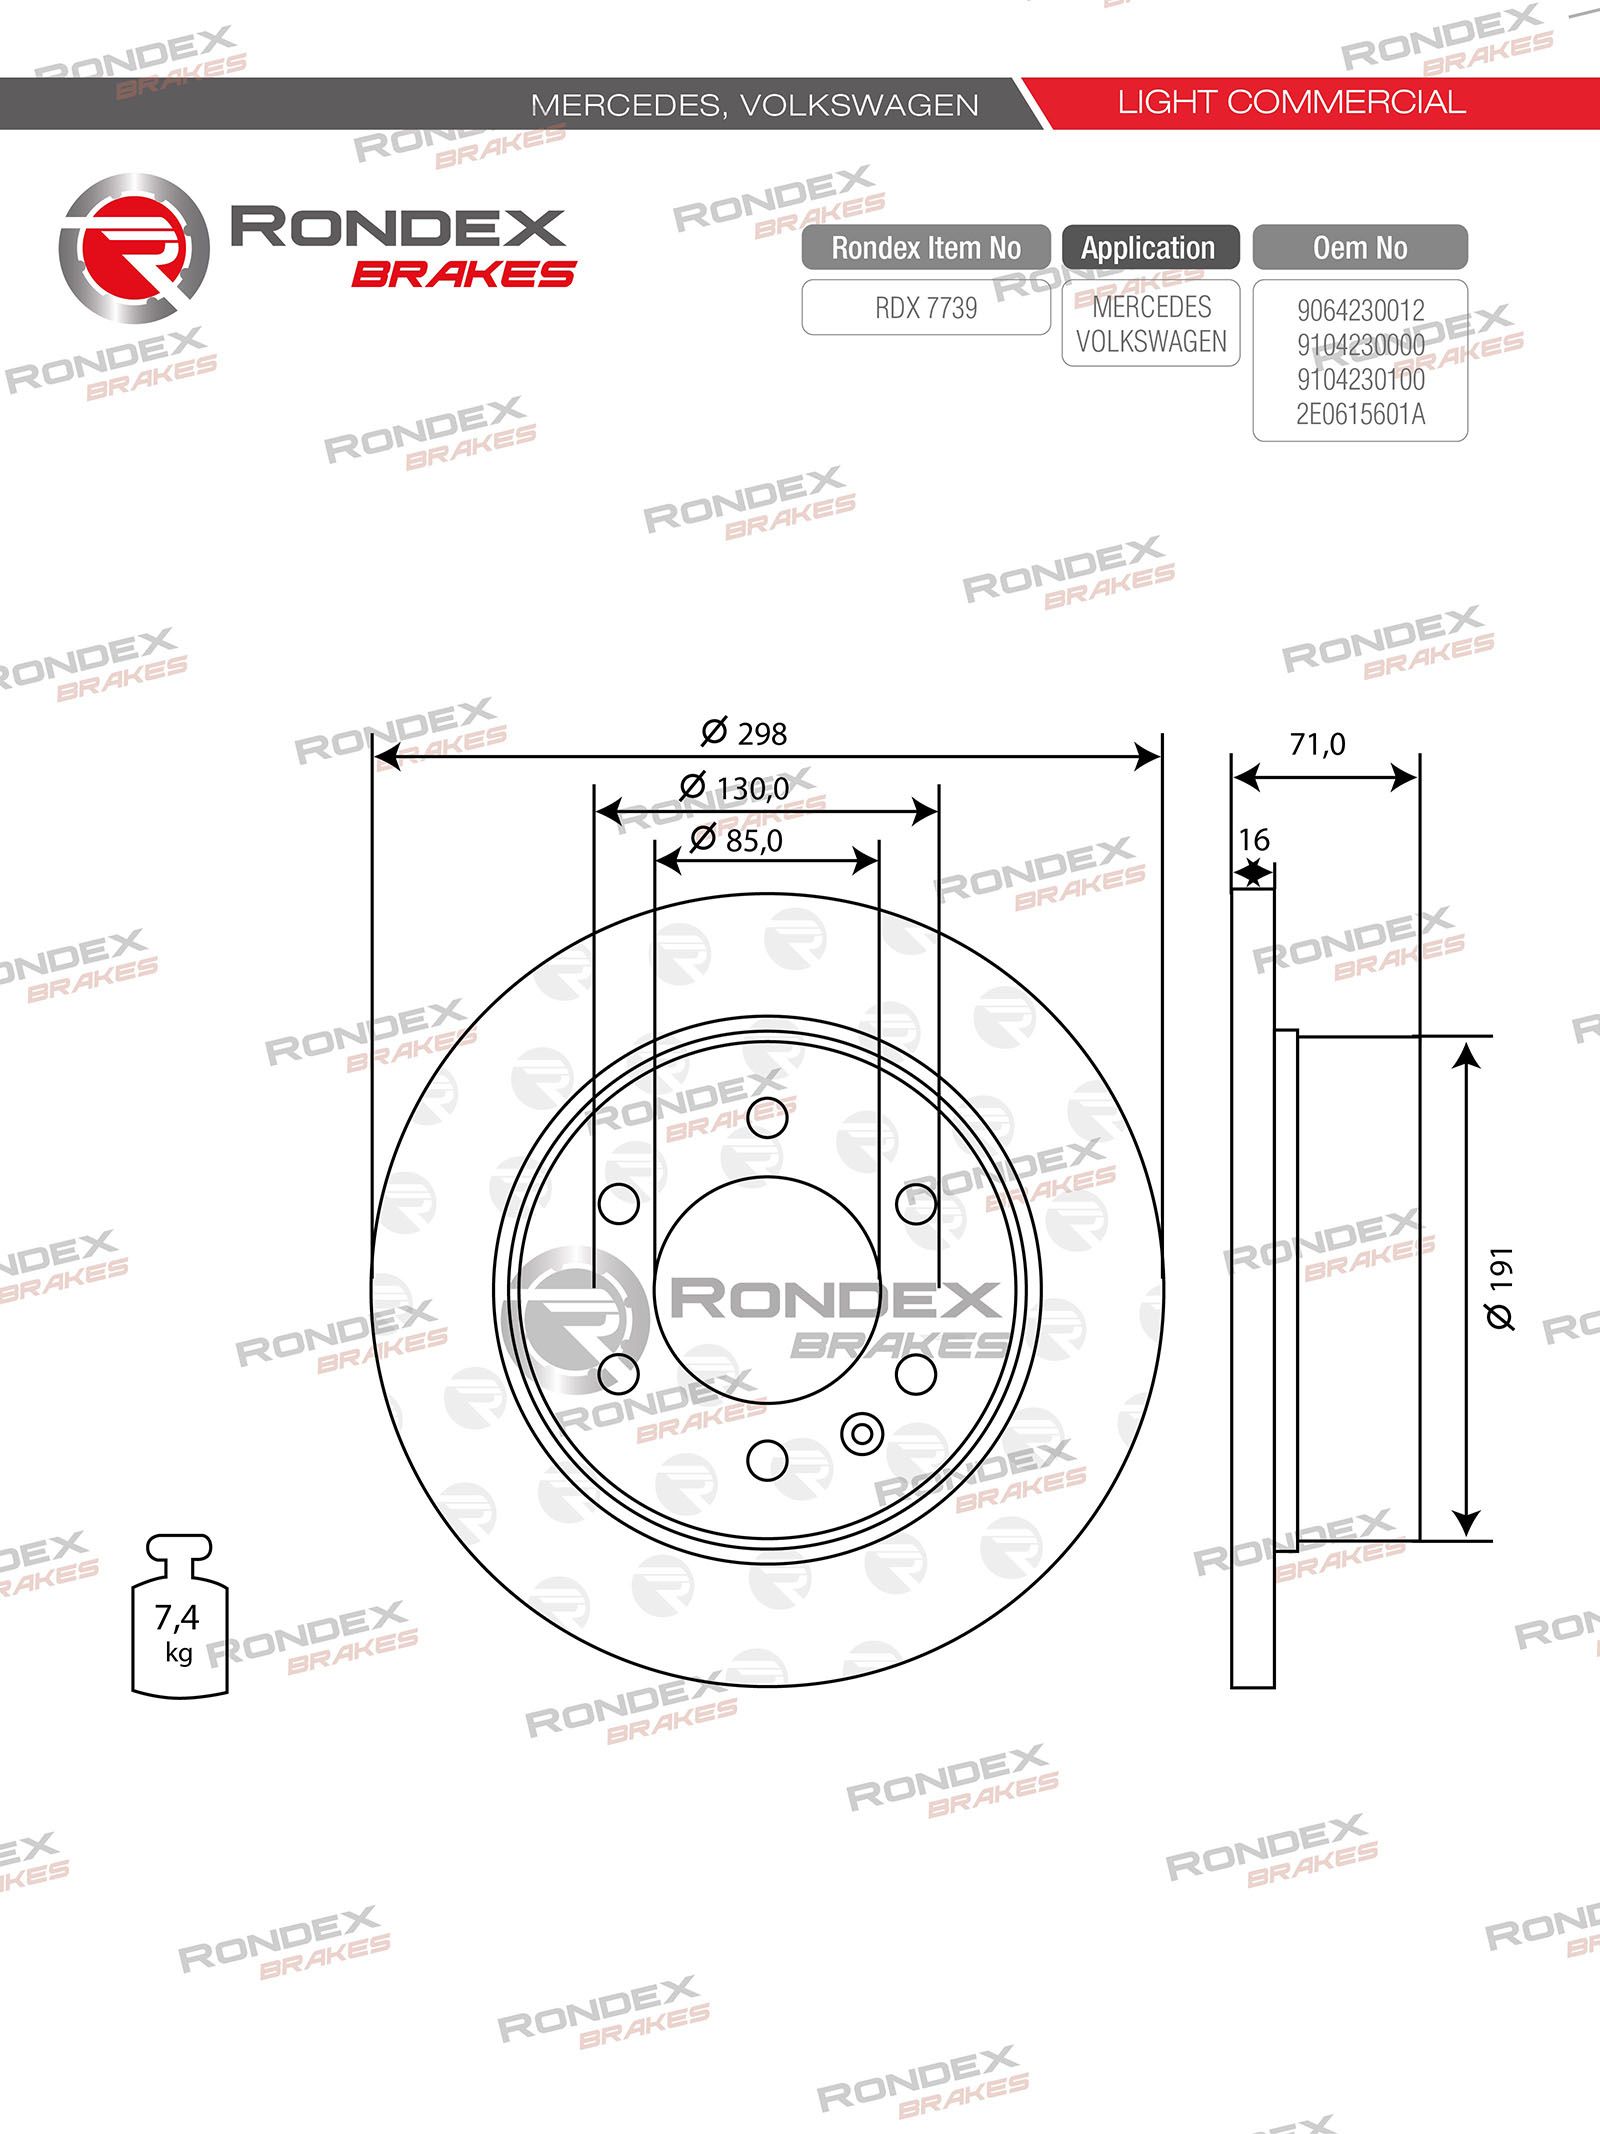 MERCEDES, VOLKSWAGEN
LIGHT COMMERCIAL
RONDEX
BRAKES
Rondex Item No
RDX 7739
Application
MERCEDES
VOLKSWAGEN
Oem No
9064230012
9104230000
9104230100
2E0615601A
Ø 298
Ø 130,0
Ø 85,0
71,0
16
Ø 191
RONDEX
BRAKES
7,4
kg